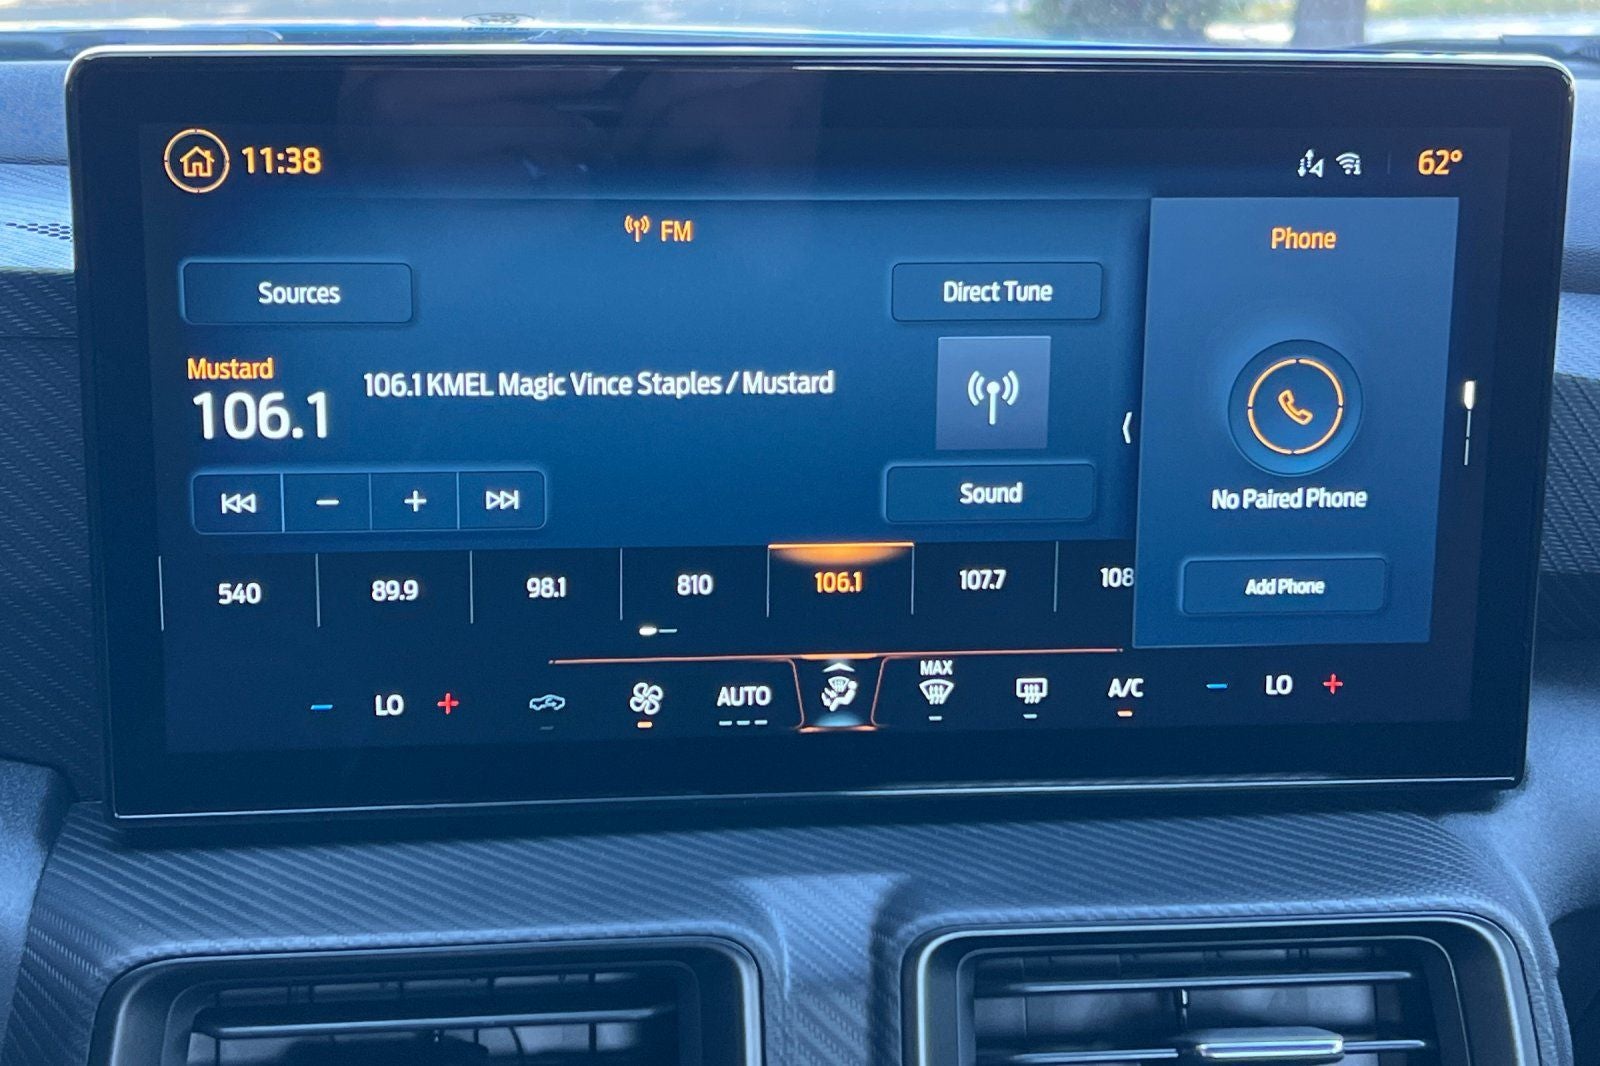 11:38
62°
FM
Phone
Sources
Direct Tune
Mustard
106.1
106.1 KMEL Magic Vince Staples / Mustard
No Paired Phone
Sound
540
89.9
98.1
810
106.1
107.7
108
Add Phone
LO
AUTO
MAX
A/C
LO